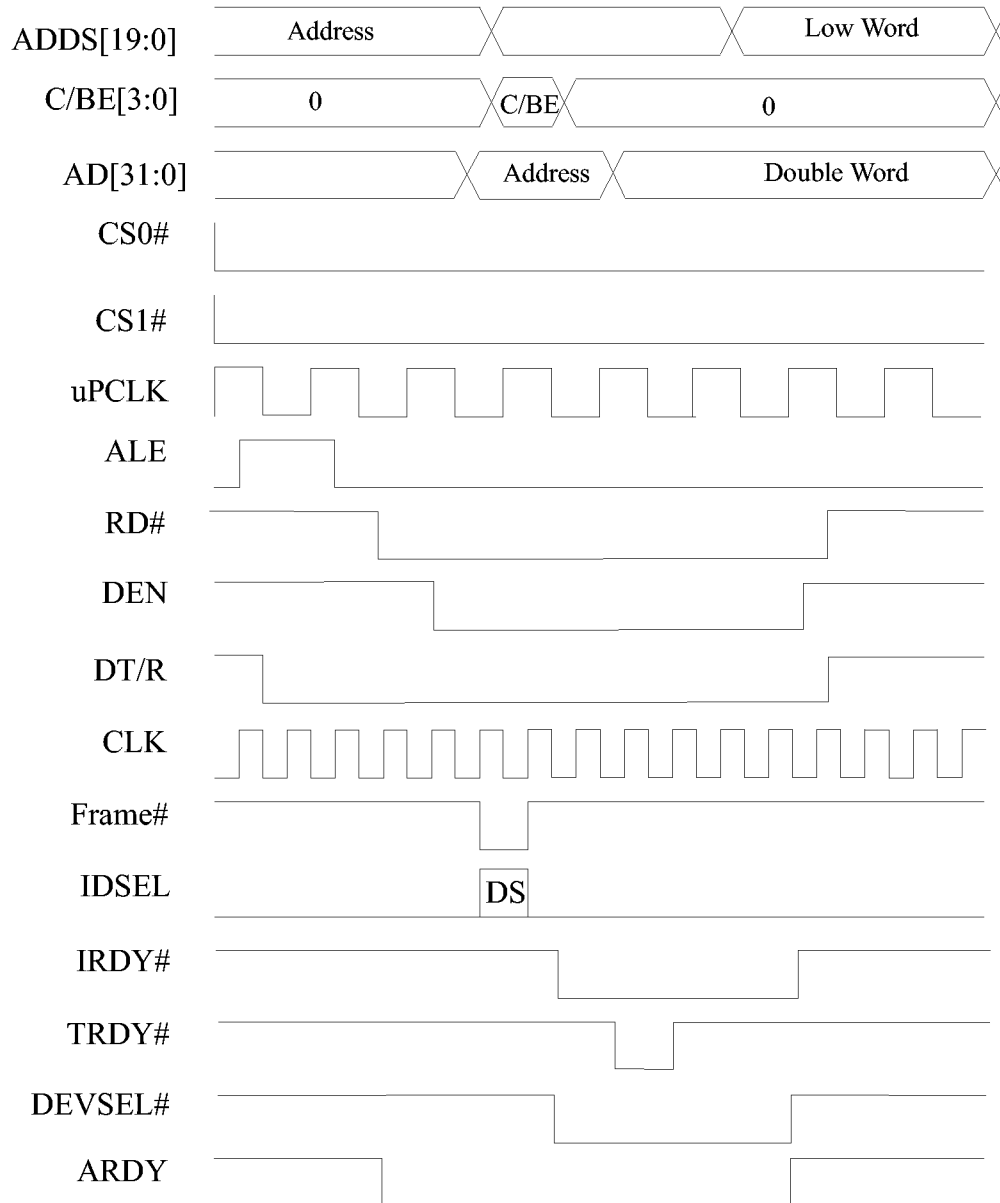 ADDS[19:0] Address Low Word
C/BE[3:0] 0 C/BE 0
AD[31:0] Address Double Word
CS0#
CS1#
uPCLK
ALE
RD#
DEN
DT/R
CLK
Frame#
IDSEL DS
IRDY#
TRDY#
DEVSEL#
ARDY